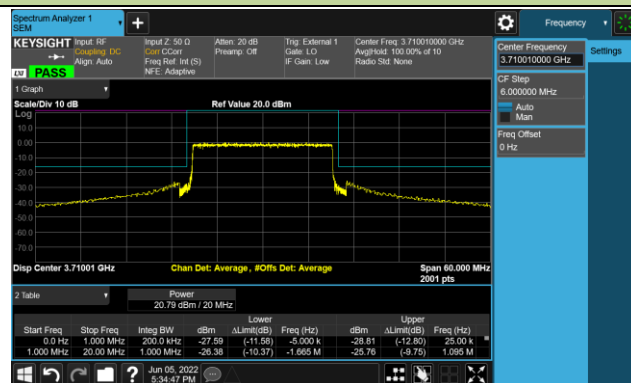 Spectrum Analyzer 1
SEM
Frequency
KEYSIGHT Input: RF
Coupling: DC
Align: Auto
Input Z: 50 Ω
Corr CCorr
Freq Ref: Int (S)
NFE: Adaptive
Atten: 20 dB
Preamp: Off
Trig: External 1
Gate: LO
IF Gain: Low
Center Freq: 3.710010000 GHz
Avg|Hold: 100.00% of 10
Radio Std: None
LXI PASS
Center Frequency
3.710010000 GHz
Settings
CF Step
6.000000 MHz
Auto
Man
Freq Offset
0 Hz
1 Graph
Scale/Div 10 dB
Ref Value 20.0 dBm
Log
10.0
0.00
-10.0
-20.0
-30.0
-40.0
-50.0
-60.0
-70.0
Disp Center 3.71001 GHz
Chan Det: Average , #Offs Det: Average
Span 60.000 MHz
2001 pts
2 Table
Power
20.79 dBm / 20 MHz
Lower Upper
Start Freq Stop Freq Integ BW dBm ΔLimit(dB) Freq (Hz) dBm ΔLimit(dB) Freq (Hz)
0.0 Hz 1.000 MHz 200.0 kHz -27.59 (-11.58) -5.000 k -28.81 (-12.80) 25.00 k
1.000 MHz 20.00 MHz 1.000 MHz -26.38 (-10.37) -1.665 M -25.76 (-9.75) 1.095 M
Jun 05, 2022
5:34:47 PM